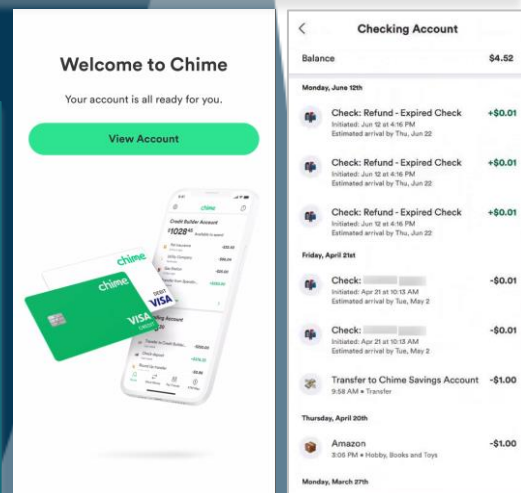 Welcome to Chime
Your account is all ready for you.
View Account
chime
Credit Builder Account
Available to spend
chime
chime
DEBIT
VISA
VISA
CREDIT
Checking Account
Balance $4.52
Monday, June 12th
Check: Refund - Expired Check +$0.01
Initiated: Jun 12 at 4:16 PM
Estimated arrival by Thu, Jun 22
Check: Refund - Expired Check +$0.01
Initiated: Jun 12 at 4:16 PM
Estimated arrival by Thu, Jun 22
Check: Refund - Expired Check +$0.01
Initiated: Jun 12 at 4:16 PM
Estimated arrival by Thu, Jun 22
Friday, April 21st
Check: -$0.01
Initiated: Apr 21 at 10:13 AM
Estimated arrival by Tue, May 2
Check: -$0.01
Initiated: Apr 21 at 10:13 AM
Estimated arrival by Tue, May 2
Transfer to Chime Savings Account -$1.00
9:58 AM • Transfer
Thursday, April 20th
Amazon -$1.00
3:05 PM • Hobby, Books and Toys
Monday, March 27th